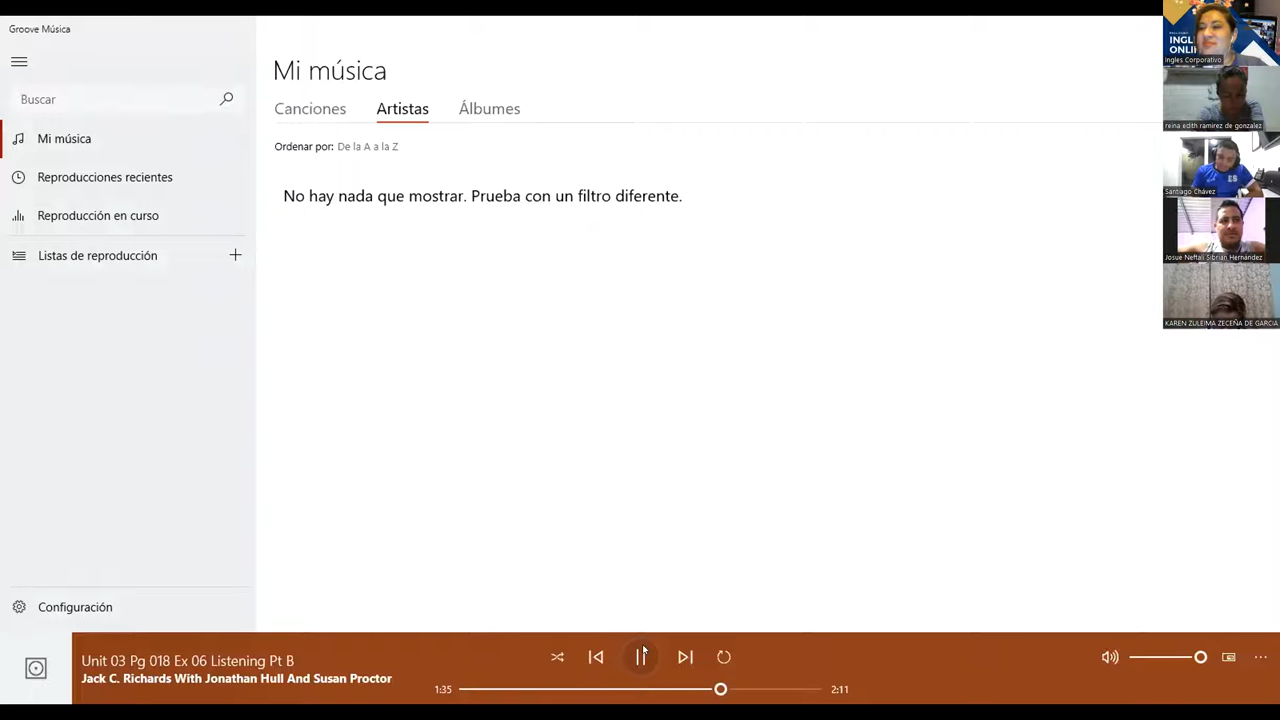 Groove Música
Buscar
Mi música
Reproducciones recientes
Reproducción en curso
Listas de reproducción
Configuración
Mi música
Canciones Artistas Álbumes
Ordenar por: De la A a la Z
No hay nada que mostrar. Prueba con un filtro diferente.
INGL
ONLIN
Ingles Corporativo
reina edith ramirez de gonzalez
ES
Santiago Chávez
Josue Neftali Sibrian Hernández
KAREN ZULEIMA ZECEÑA DE GARCIA
Unit 03 Pg 018 Ex 06 Listening Pt B
Jack C. Richards With Jonathan Hull And Susan Proctor
1:35
2:11